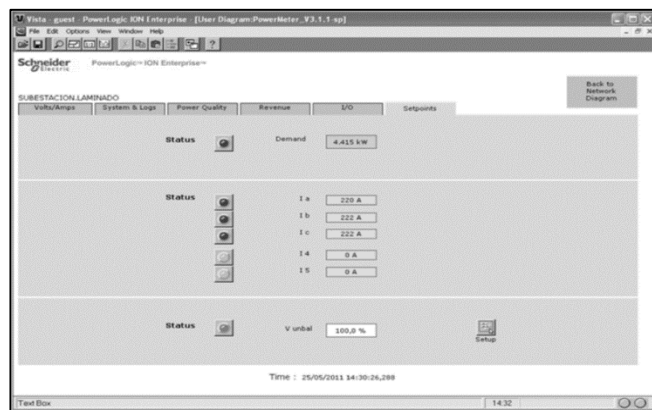 Vista - guest - PowerLogic ION Enterprise - [User Diagram:PowerMeter_V3.1.1-sp]
File Edit Options View Window Help
Schneider Electric
PowerLogic™ ION Enterprise™
Back to
Network
Diagram
SUBESTACION.LAMINADO
Volts/Amps System & Logs Power Quality Revenue I/O Setpoints
Status Demand 4.415 kW
Status I a 220 A
I b 222 A
I c 222 A
I 4 0 A
I 5 0 A
Status V unbal 100,0 % Setup
Time : 25/05/2011 14:30:26,288
Text Box 14:32